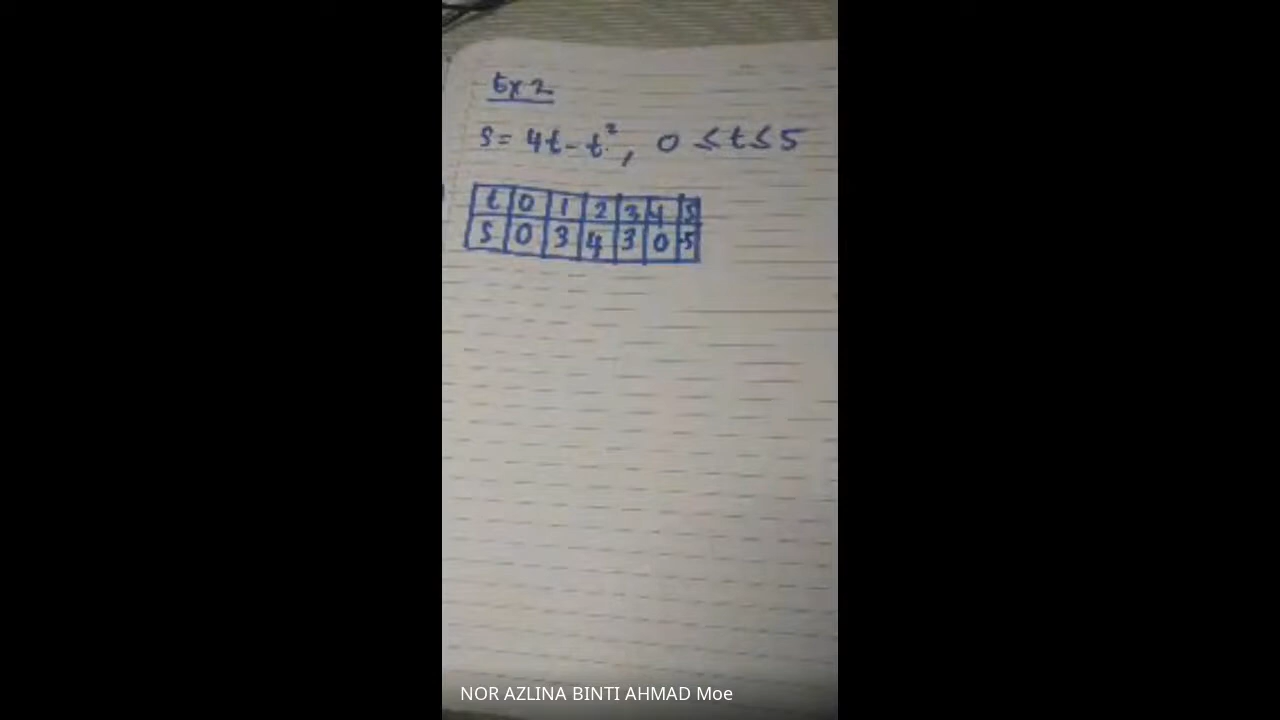 Ex 2
S = 4t - t², 0 ≤ t ≤ 5
t 0 1 2 3 4 5
S 0 3 4 3 0 -5
NOR AZLINA BINTI AHMAD Moe